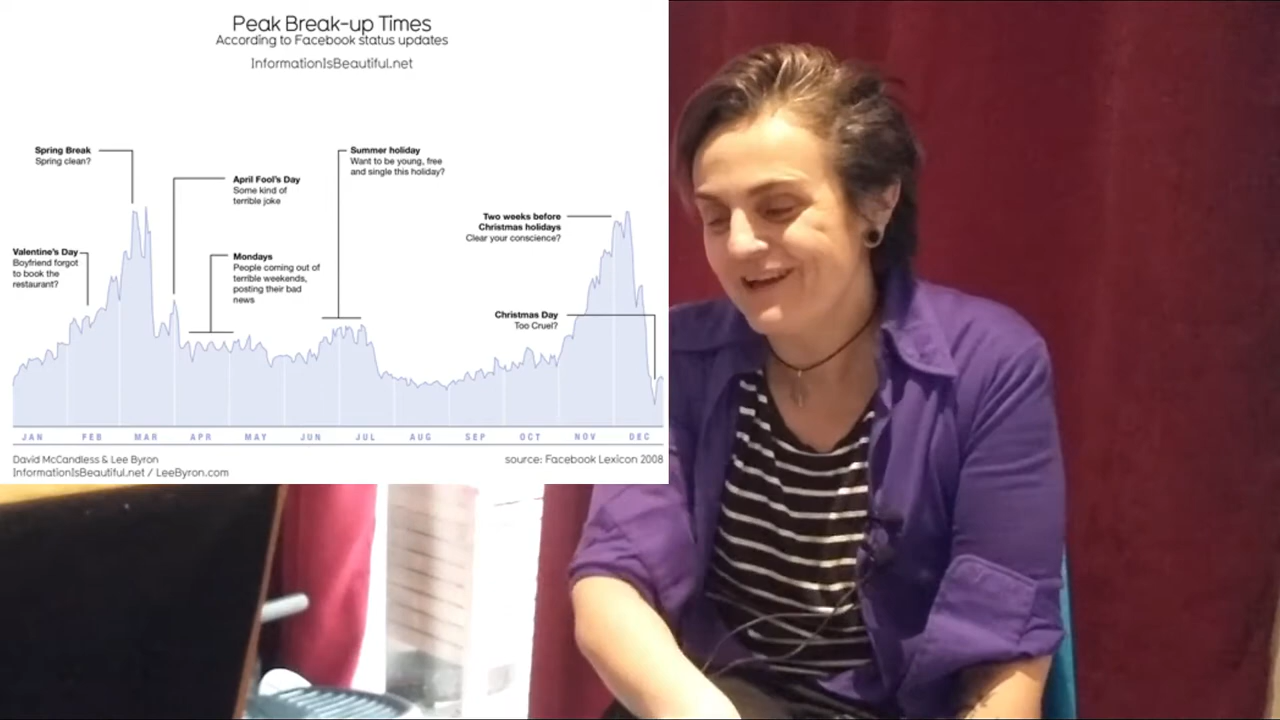 Peak Break-up Times
According to Facebook status updates
InformationIsBeautiful.net
Spring Break
Spring clean?
Summer holiday
Want to be young, free
and single this holiday?
April Fool's Day
Some kind of
terrible joke
Two weeks before
Christmas holidays
Clear your conscience?
Valentine's Day
Boyfriend forgot
to book the
restaurant?
Mondays
People coming out of
terrible weekends,
posting their bad
news
Christmas Day
Too Cruel?
JAN FEB MAR APR MAY JUN JUL AUG SEP OCT NOV DEC
David McCandless & Lee Byron
InformationIsBeautiful.net / LeeByron.com
source: Facebook Lexicon 2008